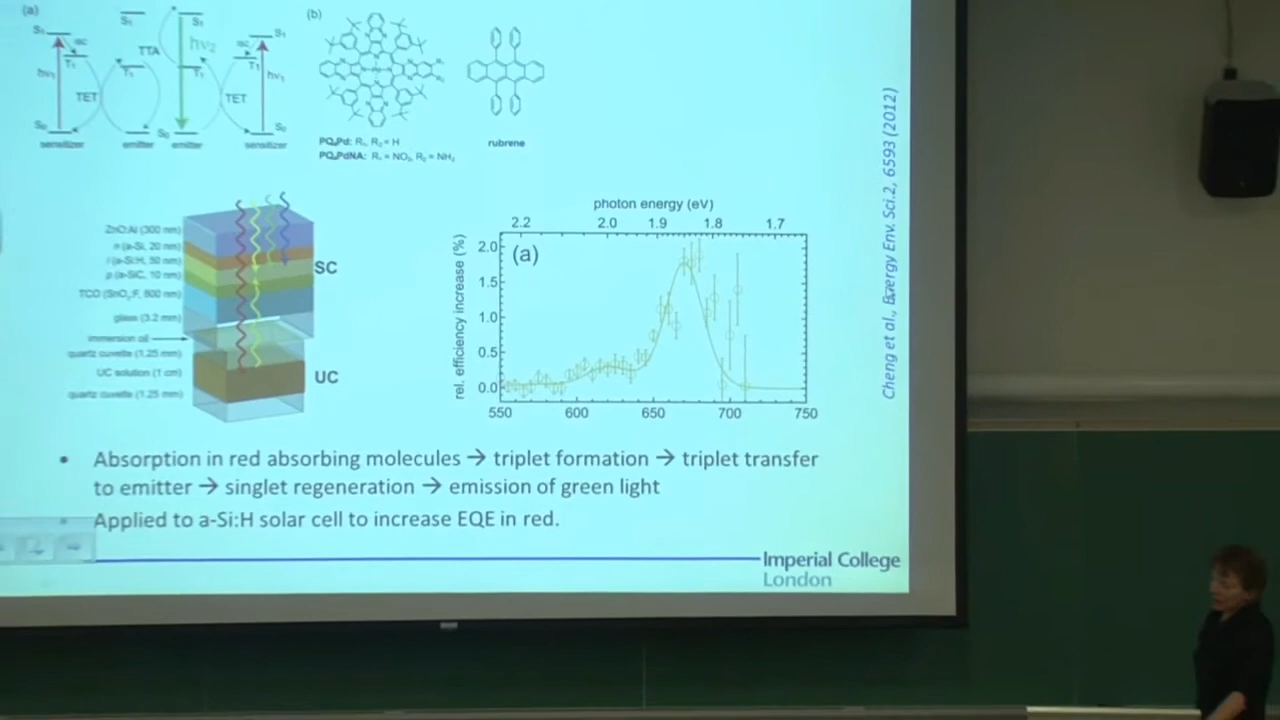 (a)
S₁
S₁
S₁
S₁
isc
TTA
hν₂
isc
T₁
T₁
T₁
T₁
hν₁
hν₁
TET
TET
S₀
S₀
S₀
sensitizer
emitter
emitter
sensitizer
(b)
PQ₄Pd: R₁, R₂ = H
PQ₄PdNA: R₁ = NO₂, R₂ = NH₂
rubrene
ZnO:Al (300 nm)
n (a-Si, 20 nm)
i (a-Si:H, 50 nm)
p (a-SiC, 10 nm)
TCO (SnO₂:F, 800 nm)
glass (3.2 mm)
immersion oil
quartz cuvette (1.25 mm)
UC solution (1 cm)
quartz cuvette (1.25 mm)
SC
UC
photon energy (eV)
2.2 2.0 1.9 1.8 1.7
rel. efficiency increase (%)
2.0
1.5
1.0
0.5
0.0
(a)
550 600 650 700 750
Cheng et al., Energy Env. Sci.2, 6593 (2012)
• Absorption in red absorbing molecules → triplet formation → triplet transfer
to emitter → singlet regeneration → emission of green light
• Applied to a-Si:H solar cell to increase EQE in red.
Imperial College
London